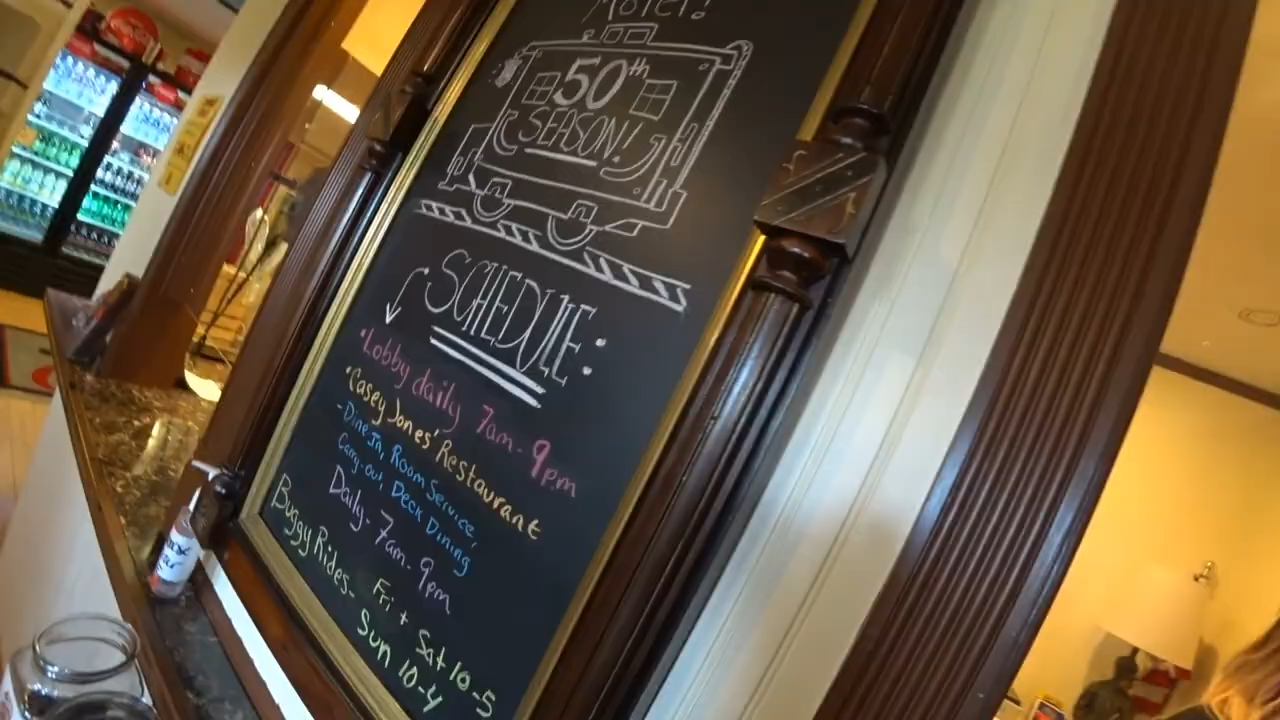 Motel!
50th
SEASON!
SCHEDULE:
•Lobby daily 7am-9pm
•Casey Jones' Restaurant
-Dine In, Room Service,
Carry-out, Deck Dining
Daily- 7am-9pm
Buggy Rides- Fri + Sat 10-5
Sun 10-4